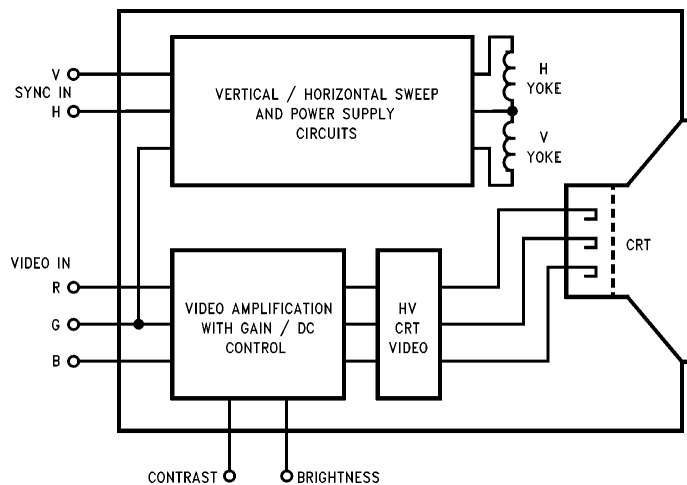 V
SYNC IN
H
VERTICAL / HORIZONTAL SWEEP
AND POWER SUPPLY
CIRCUITS
H
YOKE
V
YOKE
CRT
VIDEO IN
R
G
B
VIDEO AMPLIFICATION
WITH GAIN / DC
CONTROL
HV
CRT
VIDEO
CONTRAST
BRIGHTNESS